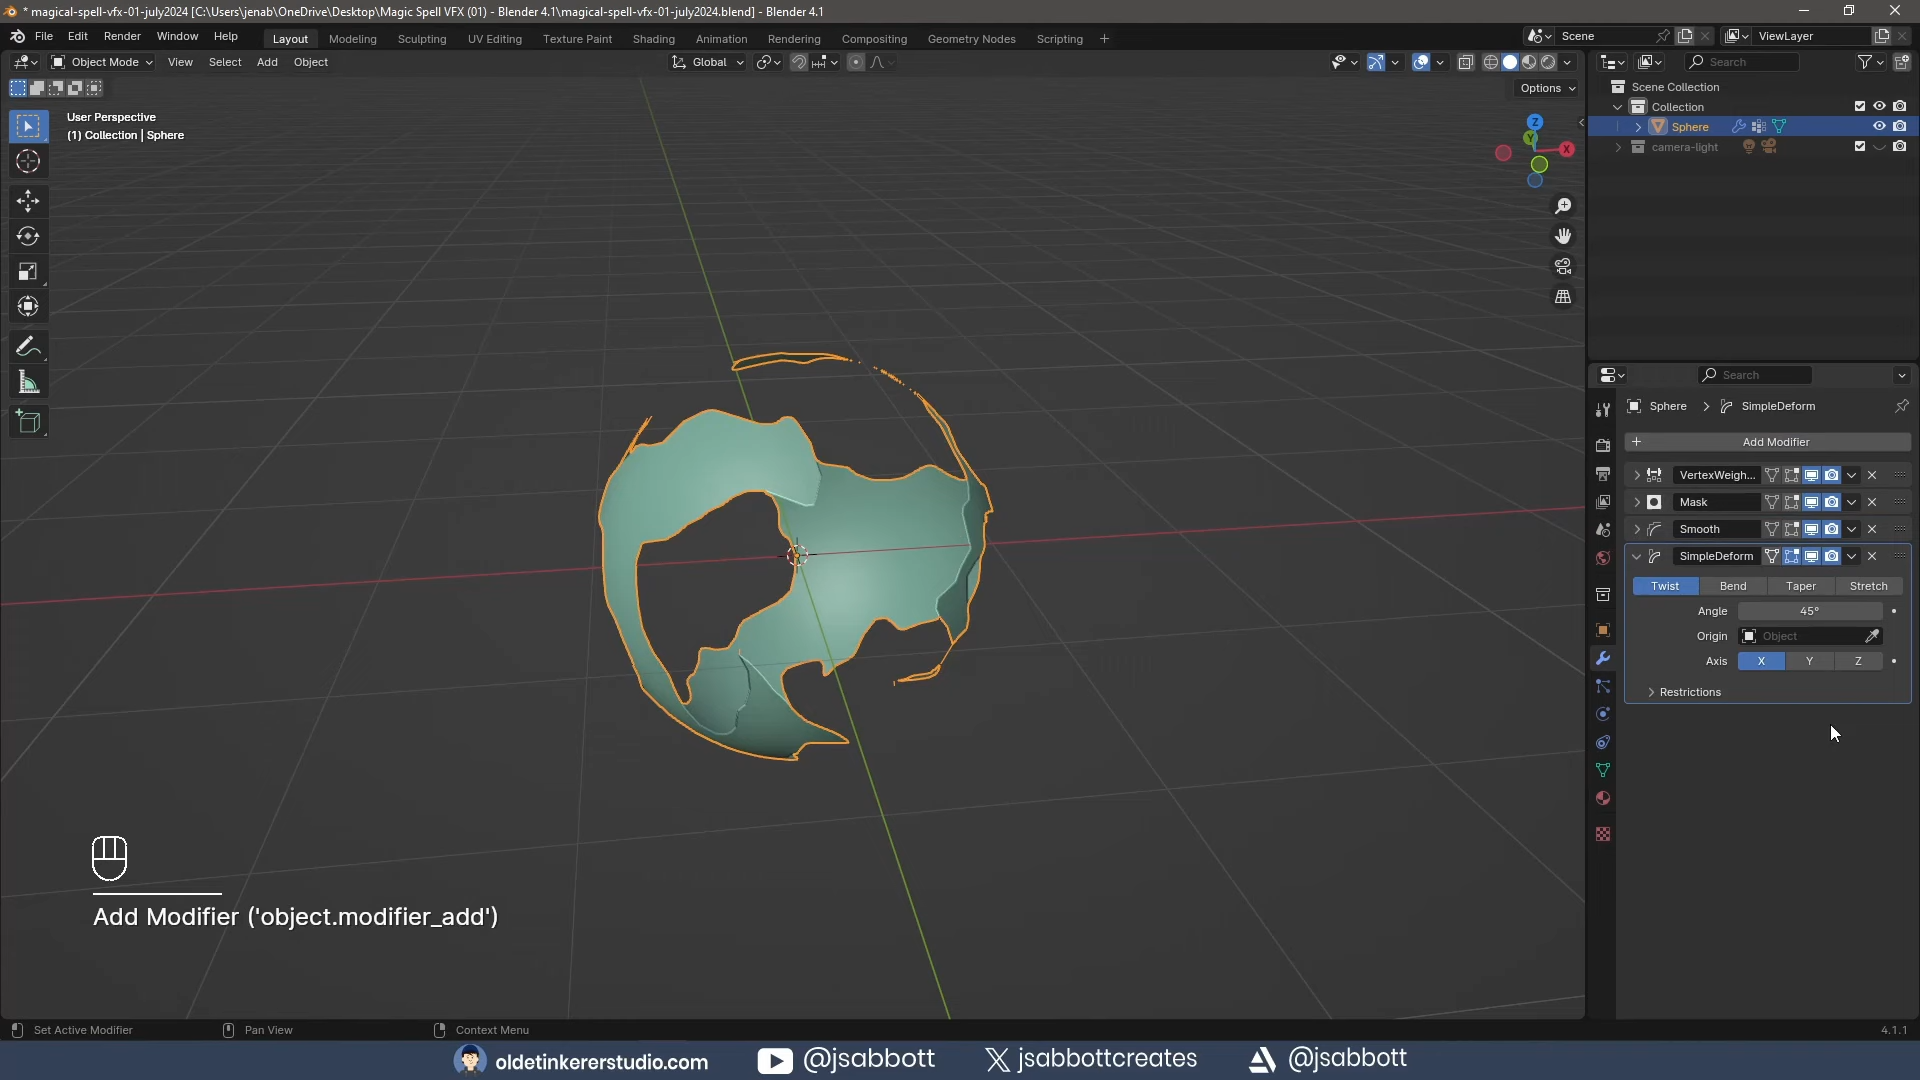 * magical-spell-vfx-01-july2024 [C:\Users\jenab\OneDrive\Desktop\Magic Spell VFX (01) - Blender 4.1\magical-spell-vfx-01-july2024.blend] - Blender 4.1
File Edit Render Window Help Layout Modeling Sculpting UV Editing Texture Paint Shading Animation Rendering Compositing Geometry Nodes Scripting + Scene ViewLayer
Object Mode View Select Add Object Global Search
Options
Scene Collection
Collection
Sphere
camera-light
User Perspective
(1) Collection | Sphere
Z
Y
X
Search
Sphere > SimpleDeform
+ Add Modifier
VertexWeigh...
Mask
Smooth
SimpleDeform
Twist Bend Taper Stretch
Angle 45°
Origin Object
Axis X Y Z
Restrictions
Add Modifier ('object.modifier_add')
Set Active Modifier Pan View Context Menu 4.1.1
oldetinkererstudio.com @jsabbott jsabbottcreates @jsabbott